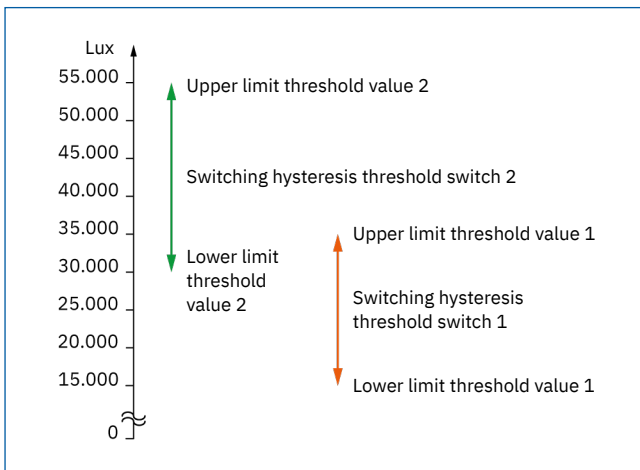 Lux
55.000
Upper limit threshold value 2
50.000
45.000
Switching hysteresis threshold switch 2
40.000
35.000
Upper limit threshold value 1
Lower limit
threshold
value 2
30.000
Switching hysteresis
threshold switch 1
25.000
20.000
15.000
Lower limit threshold value 1
0